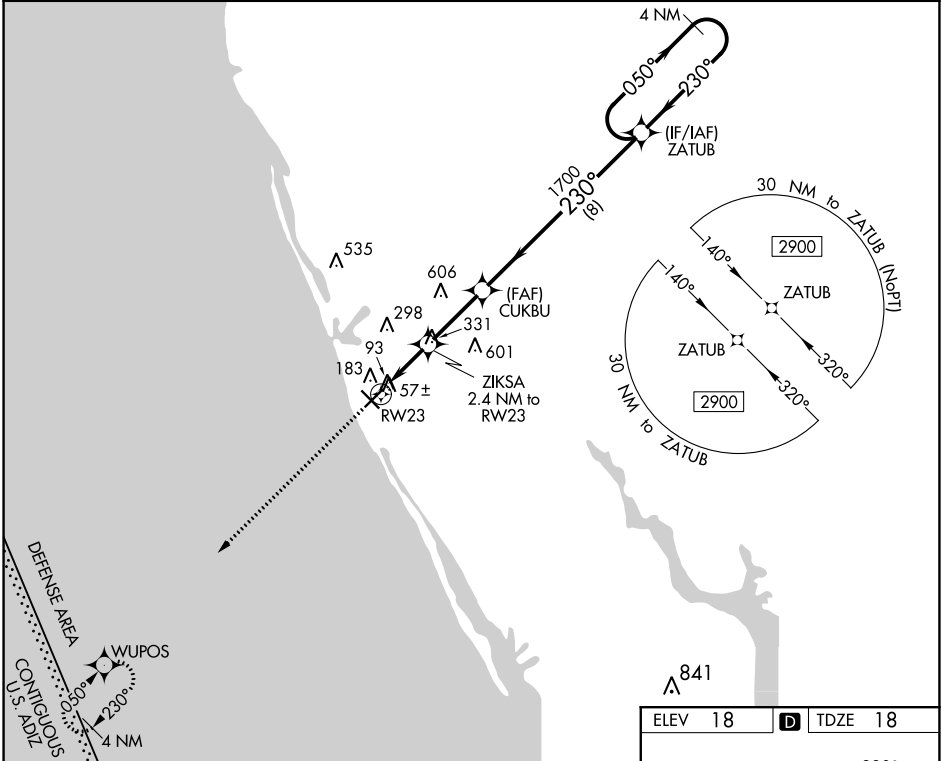 4 NM
050°
230°
(IF/IAF)
ZATUB
1700
230°
(8)
30 NM to ZATUB (NoPT)
2900
140°
ZATUB
320°
140°
ZATUB
320°
2900
30 NM to ZATUB
535
606
(FAF)
CUKBU
298
331
601
93
183
57±
ZIKSA
2.4 NM to
RW23
RW23
DEFENSE AREA
CONTIGUOUS
U.S. ADIZ
WUPOS
230°
4 NM
841
ELEV 18 D TDZE 18